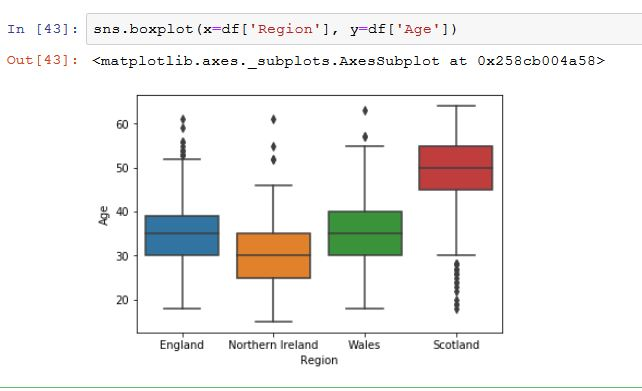 In [43]: sns.boxplot(x=df['Region'], y=df['Age'])
Out[43]: <matplotlib.axes._subplots.AxesSubplot at 0x258cb004a58>
60
50
Age
40
30
20
England Northern Ireland Wales Scotland
Region